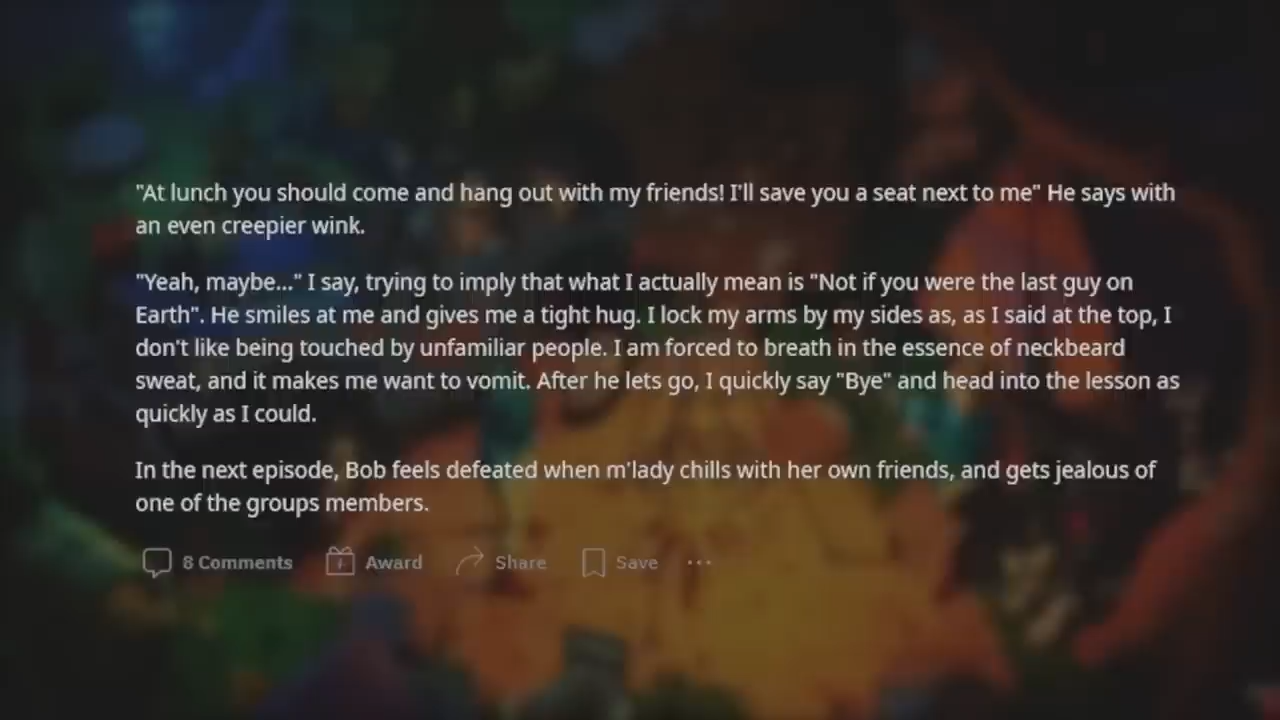 "At lunch you should come and hang out with my friends! I'll save you a seat next to me" He says with
an even creepier wink.
"Yeah, maybe..." I say, trying to imply that what I actually mean is "Not if you were the last guy on
Earth". He smiles at me and gives me a tight hug. I lock my arms by my sides as, as I said at the top, I
don't like being touched by unfamiliar people. I am forced to breath in the essence of neckbeard
sweat, and it makes me want to vomit. After he lets go, I quickly say "Bye" and head into the lesson as
quickly as I could.
In the next episode, Bob feels defeated when m'lady chills with her own friends, and gets jealous of
one of the groups members.
8 Comments Award Share Save ...